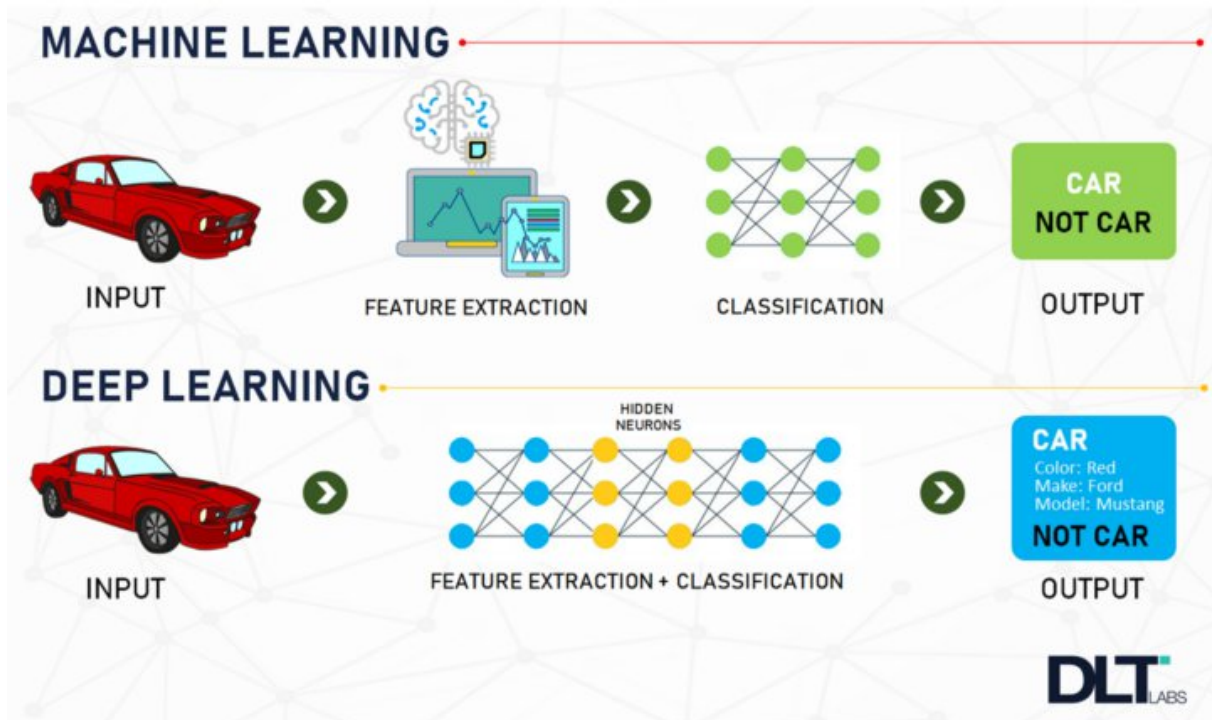 MACHINE LEARNING
INPUT
FEATURE EXTRACTION
CLASSIFICATION
CAR
NOT CAR
OUTPUT
DEEP LEARNING
INPUT
HIDDEN
NEURONS
FEATURE EXTRACTION + CLASSIFICATION
CAR
Color: Red
Make: Ford
Model: Mustang
NOT CAR
OUTPUT
DLT LABS